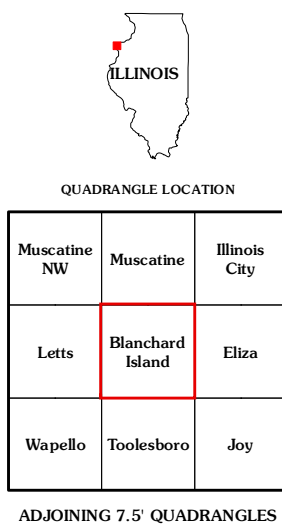 ILLINOIS
QUADRANGLE LOCATION
Muscatine
NW
Muscatine
Illinois
City
Letts
Blanchard
Island
Eliza
Wapello
Toolesboro
Joy
ADJOINING 7.5' QUADRANGLES